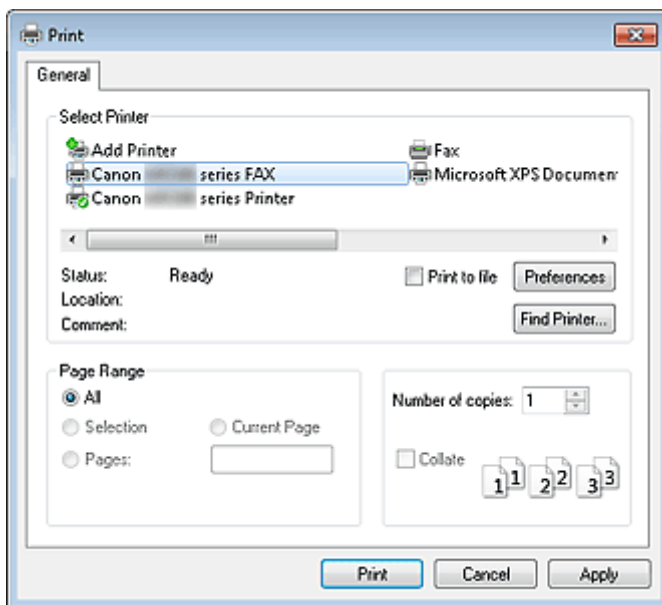 Print
General
Select Printer
Add Printer
Fax
Canon series FAX
Microsoft XPS Documen
Canon series Printer
Status: Ready
Print to file
Preferences
Location:
Comment:
Find Printer...
Page Range
All
Selection
Current Page
Pages:
Number of copies: 1
Collate
1 1 2 2 3 3
Print
Cancel
Apply